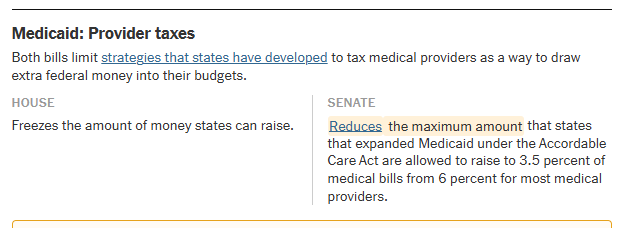 Medicaid: Provider taxes
Both bills limit strategies that states have developed to tax medical providers as a way to draw
extra federal money into their budgets.
HOUSE
Freezes the amount of money states can raise.
SENATE
Reduces the maximum amount that states
that expanded Medicaid under the Accordable
Care Act are allowed to raise to 3.5 percent of
medical bills from 6 percent for most medical
providers.